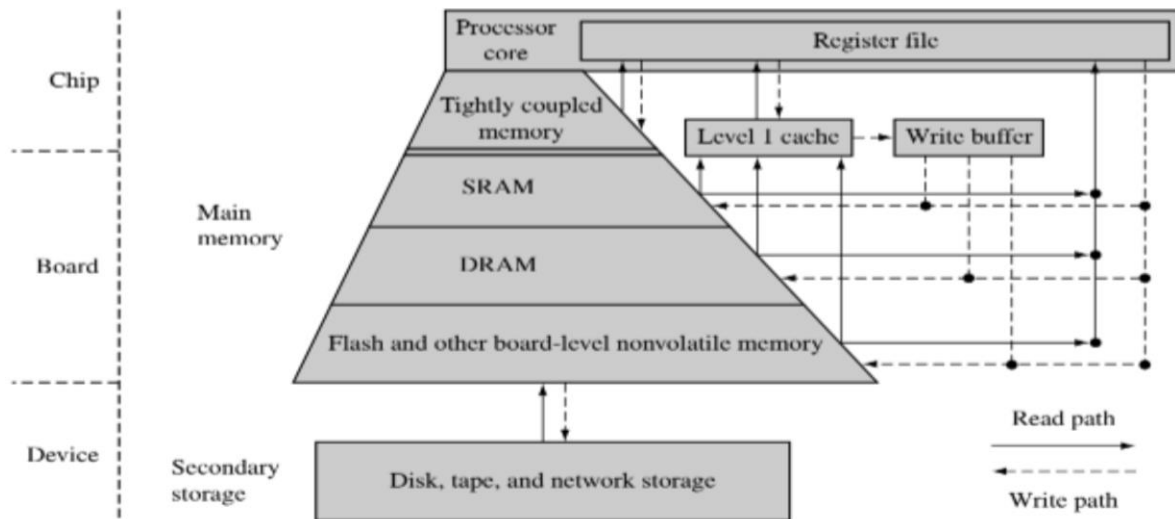 Processor
core
Register file
Chip
Tightly coupled
memory
Level 1 cache
Write buffer
SRAM
Main
memory
Board
DRAM
Flash and other board-level nonvolatile memory
Read path
Device
Secondary
storage
Disk, tape, and network storage
Write path